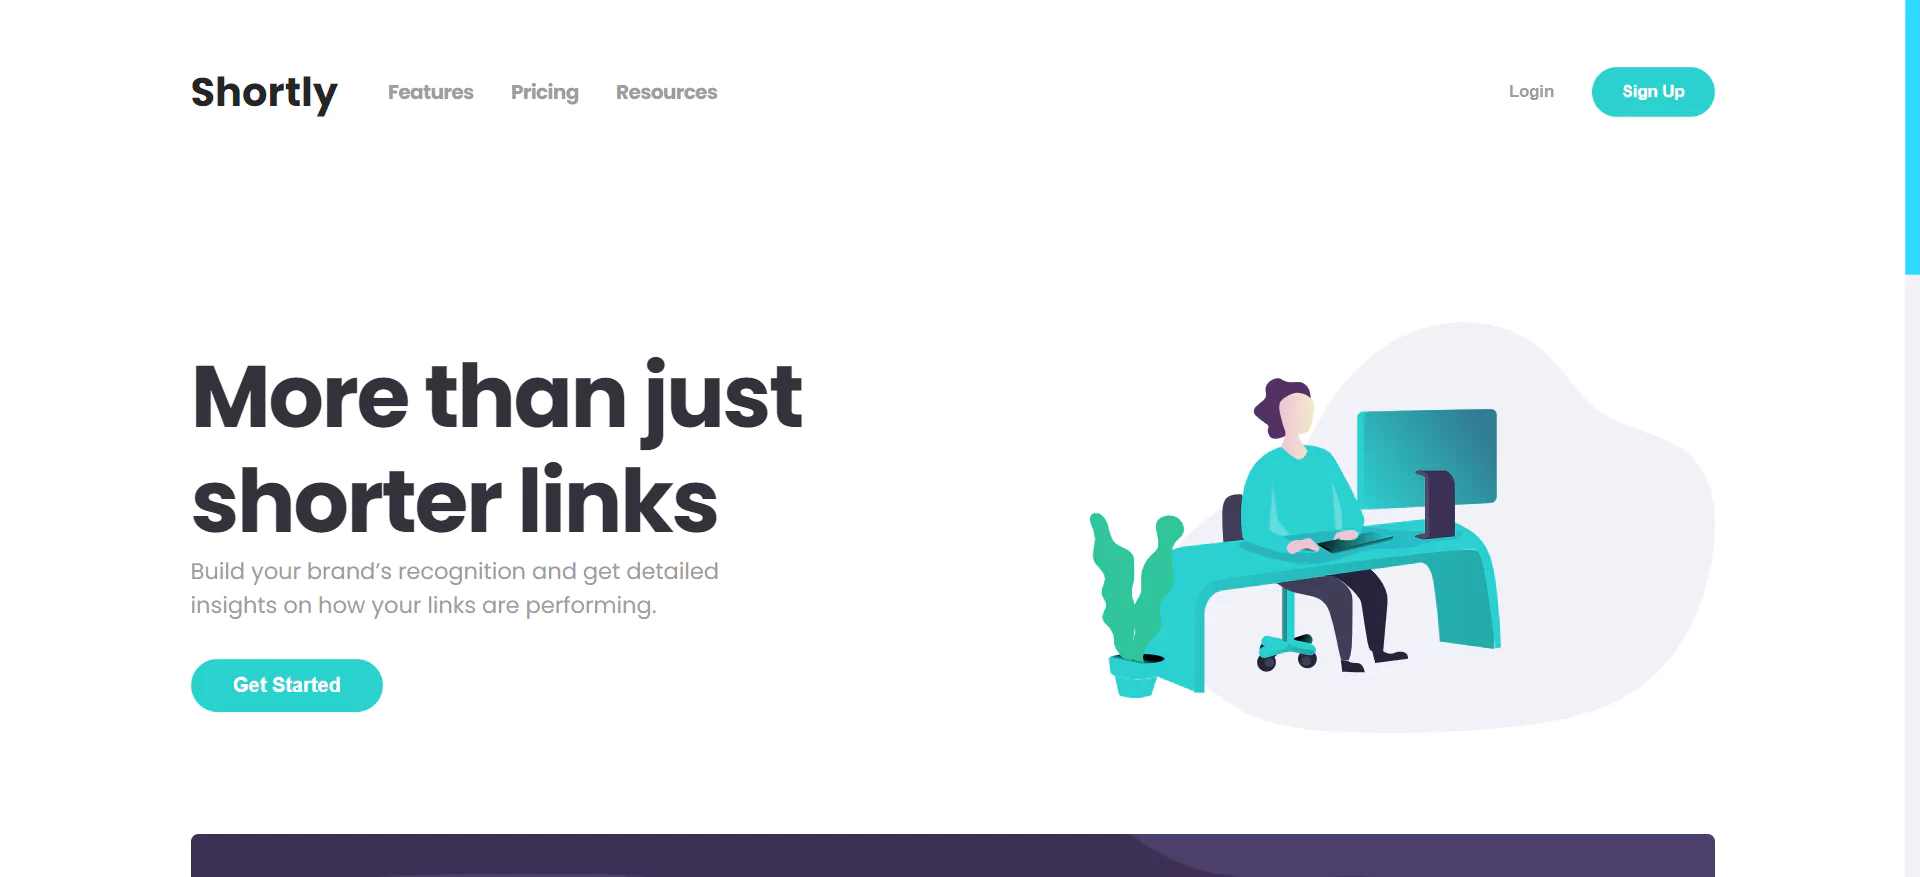 Shortly
Features
Pricing
Resources
Login
Sign Up
More than just
shorter links
Build your brand’s recognition and get detailed
insights on how your links are performing.
Get Started